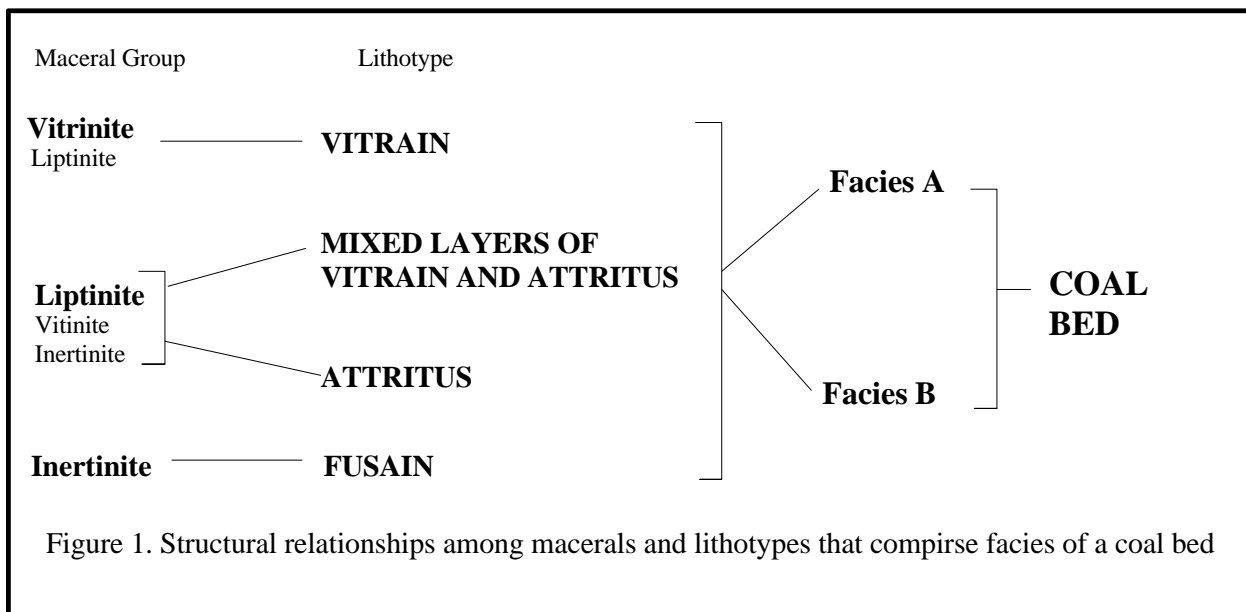 Maceral Group
Lithotype
Vitrinite
Liptinite
VITRAIN
MIXED LAYERS OF
VITRAIN AND ATTRITUS
Liptinite
Vitinite
Inertinite
ATTRITUS
Inertinite
FUSAIN
Facies A
Facies B
COAL
BED
Figure 1. Structural relationships among macerals and lithotypes that compirse facies of a coal bed